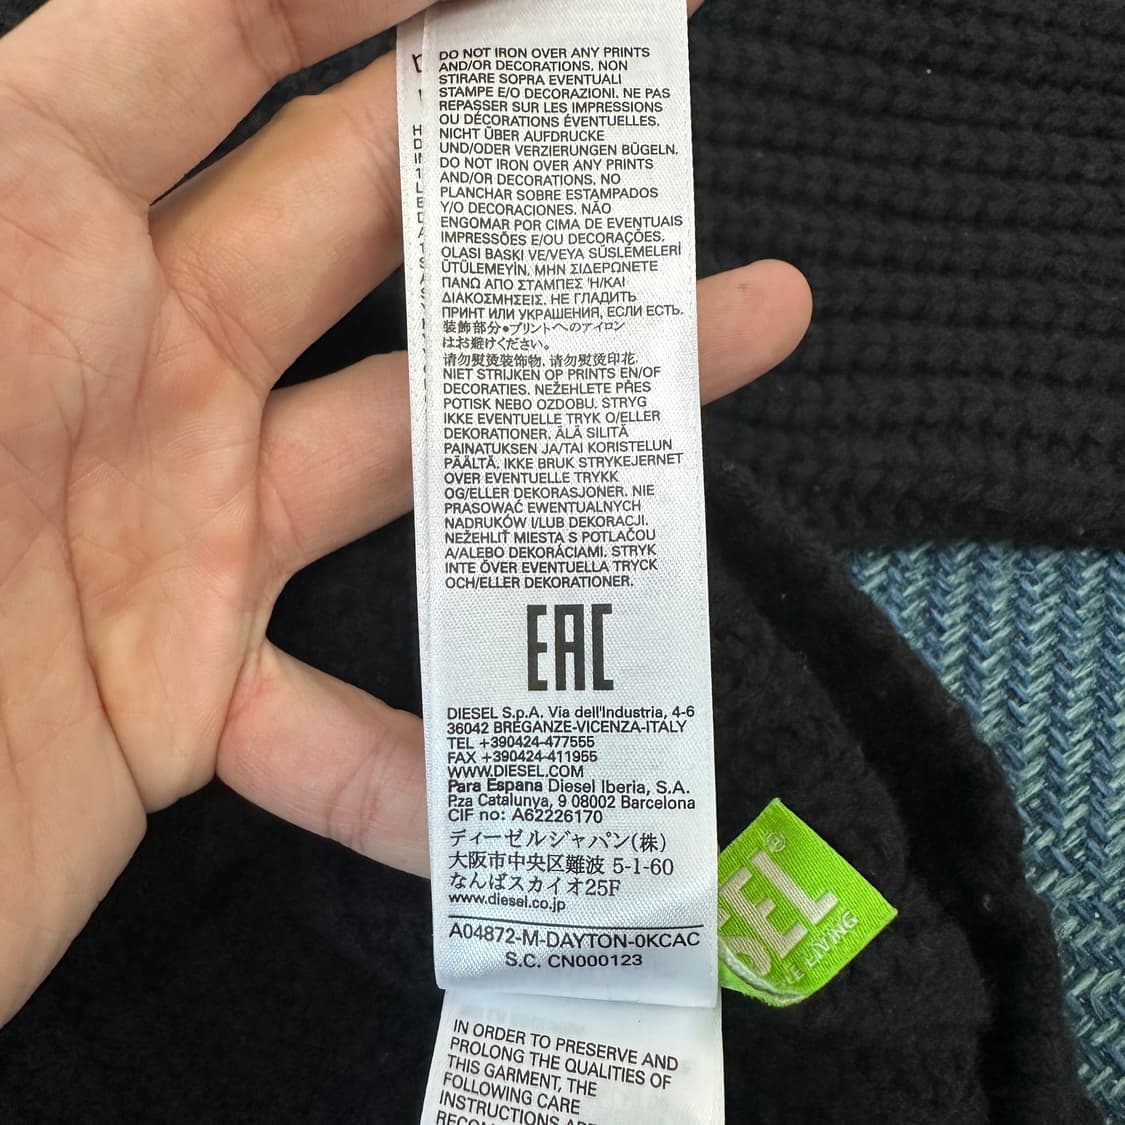 DO NOT IRON OVER ANY PRINTS
AND/OR DECORATIONS. NON
STIRARE SOPRA EVENTUALI
STAMPE E/O DECORAZIONI. NE PAS
REPASSER SUR LES IMPRESSIONS
OU DÉCORATIONS ÉVENTUELLES.
NICHT ÜBER AUFDRUCKE
UND/ODER VERZIERUNGEN BÜGELN.
DO NOT IRON OVER ANY PRINTS
AND/OR DECORATIONS. NO
PLANCHAR SOBRE ESTAMPADOS
Y/O DECORACIONES. NÃO
ENGOMAR POR CIMA DE EVENTUAIS
IMPRESSÕES E/OU DECORAÇÕES.
OLASI BASKI VE/VEYA SÜSLEMELERİ
ÜTÜLEMEYİN. ΜΗΝ ΣΙΔΕΡΩΝΕΤΕ
ΠΑΝΩ ΑΠΟ ΣΤΑΜΠΕΣ Ή/ΚΑΙ
ΔΙΑΚΟΣΜΗΣΕΙΣ. НЕ ГЛАДИТЬ
ПРИНТ ИЛИ УКРАШЕНИЯ, ЕСЛИ ЕСТЬ.
装飾部分•プリントへのアイロン
はお避けください。
请勿熨烫装饰物, 请勿熨烫印花.
NIET STRIJKEN OP PRINTS EN/OF
DECORATIES. NEŽEHLETE PŘES
POTISK NEBO OZDOBU. STRYG
IKKE EVENTUELLE TRYK O/ELLER
DEKORATIONER. ÄLÄ SILITÄ
PAINATUKSEN JA/TAI KORISTELUN
PÄÄLTÄ. IKKE BRUK STRYKEJERNET
OVER EVENTUELLE TRYKK
OG/ELLER DEKORASJONER. NIE
PRASOWAĆ EWENTUALNYCH
NADRUKÓW I/LUB DEKORACJI.
NEŽEHLIŤ MIESTA S POTLAČOU
A/ALEBO DEKORÁCIAMI. STRYK
INTE ÖVER EVENTUELLA TRYCK
OCH/ELLER DEKORATIONER.
EAC
DIESEL S.p.A. Via dell'Industria, 4-6
36042 BREGANZE-VICENZA-ITALY
TEL +390424-477555
FAX +390424-411955
WWW.DIESEL.COM
Para Espana Diesel Iberia, S.A.
P.za Catalunya, 9 08002 Barcelona
CIF no: A62226170
ディーゼルジャパン(株)
大阪市中央区難波 5-1-60
なんばスカイオ25F
www.diesel.co.jp
A04872-M-DAYTON-0KCAC
S.C. CN000123
SEL®
LIVING
IN ORDER TO PRESERVE AND
PROLONG THE QUALITIES OF
THIS GARMENT, THE
FOLLOWING CARE
INSTRUCTIONS